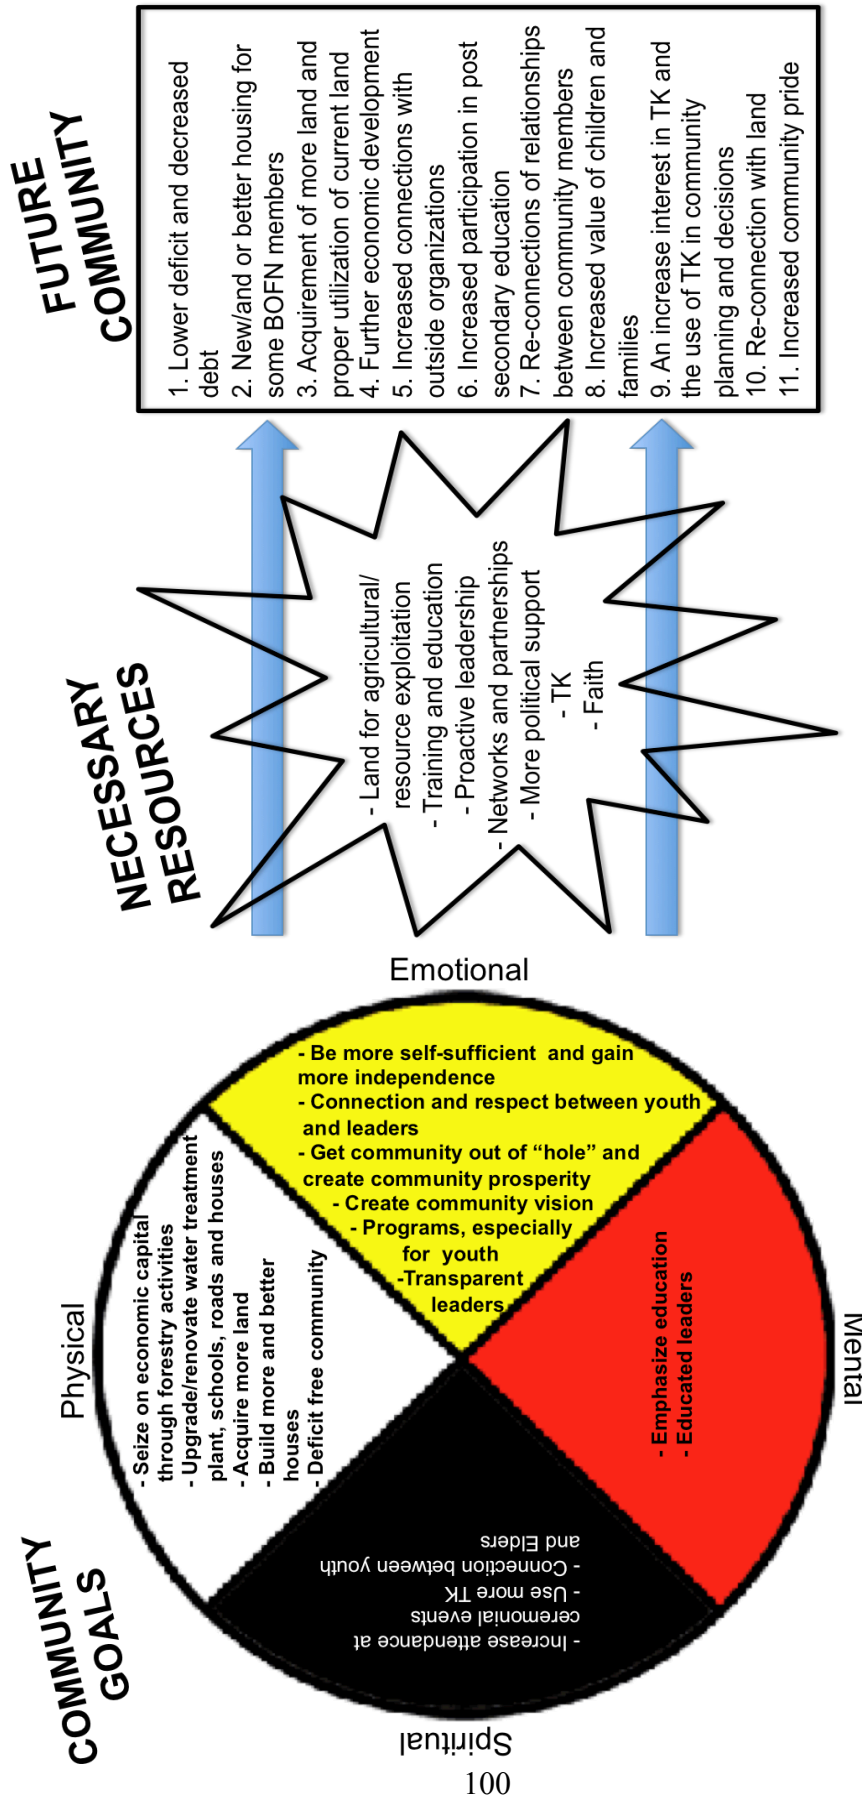 COMMUNITY
GOALS
Physical
- Seize on economic capital
through forestry activities
- Upgrade/renovate water treatment
plant, schools, roads and houses
- Acquire more land
- Build more and better
houses
- Deficit free community
Emotional
- Be more self-sufficient and gain
more independence
- Connection and respect between youth
and leaders
- Get community out of “hole” and
create community prosperity
- Create community vision
- Programs, especially
for youth
-Transparent
leaders
Mental
- Emphasize education
- Educated leaders
Spiritual
- Increase attendance at
ceremonial events
- Use more TK
- Connection between youth
and Elders
NECESSARY
RESOURCES
- Land for agricultural/
resource exploitation
- Training and education
- Proactive leadership
- Networks and partnerships
- More political support
- TK
- Faith
FUTURE
COMMUNITY
1. Lower deficit and decreased
debt
2. New/and or better housing for
some BOFN members
3. Acquirement of more land and
proper utilization of current land
4. Further economic development
5. Increased connections with
outside organizations
6. Increased participation in post
secondary education
7. Re-connections of relationships
between community members
8. Increased value of children and
families
9. An increase interest in TK and
the use of TK in community
planning and decisions
10. Re-connection with land
11. Increased community pride
100